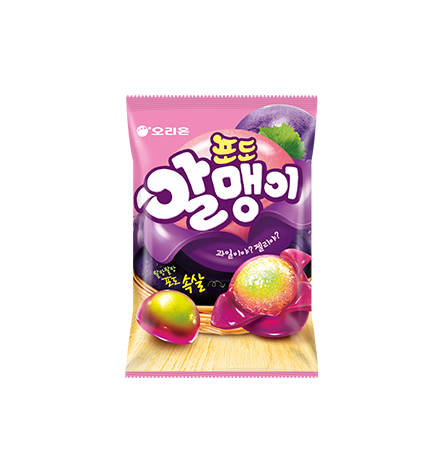 오리온
포도
알맹이
과일이야? 젤리야?
말랑말랑
포도 속살